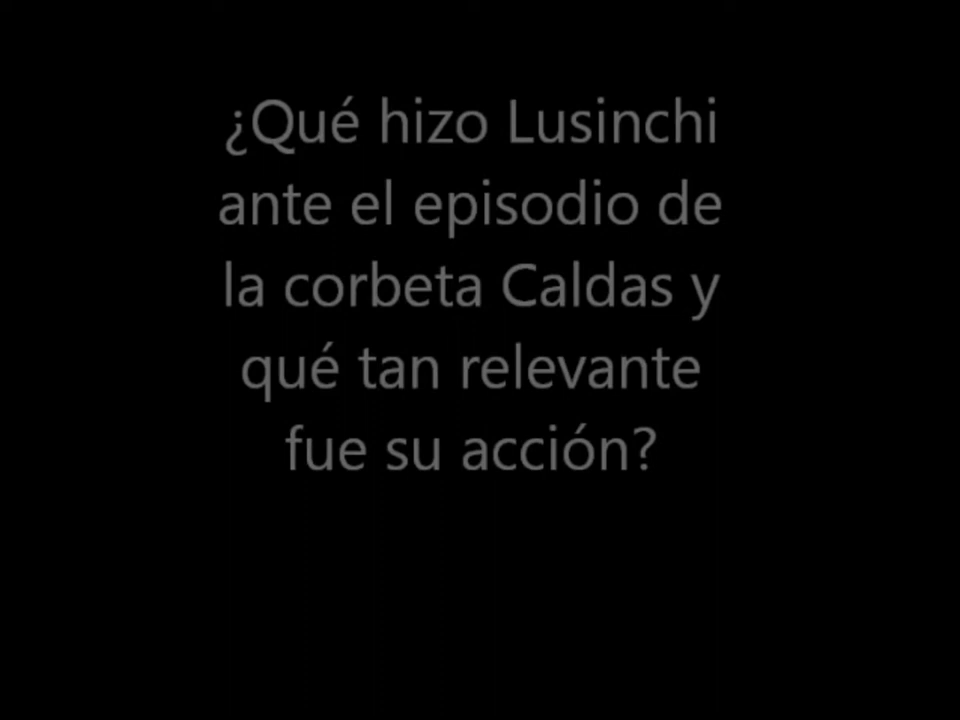 ¿Qué hizo Lusinchi
ante el episodio de
la corbeta Caldas y
qué tan relevante
fue su acción?